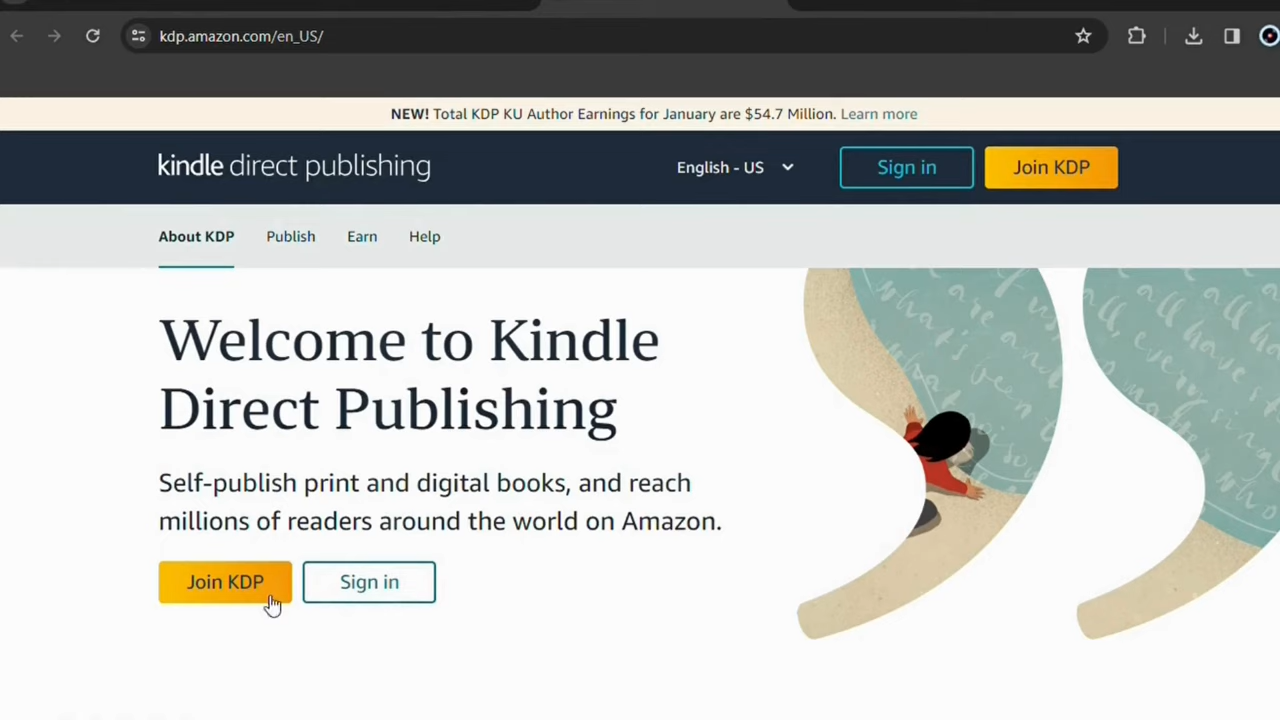 kdp.amazon.com/en_US/
NEW! Total KDP KU Author Earnings for January are $54.7 Million. Learn more
kindle direct publishing
English - US
Sign in
Join KDP
About KDP
Publish
Earn
Help
Welcome to Kindle
Direct Publishing
Self-publish print and digital books, and reach
millions of readers around the world on Amazon.
Join KDP
Sign in